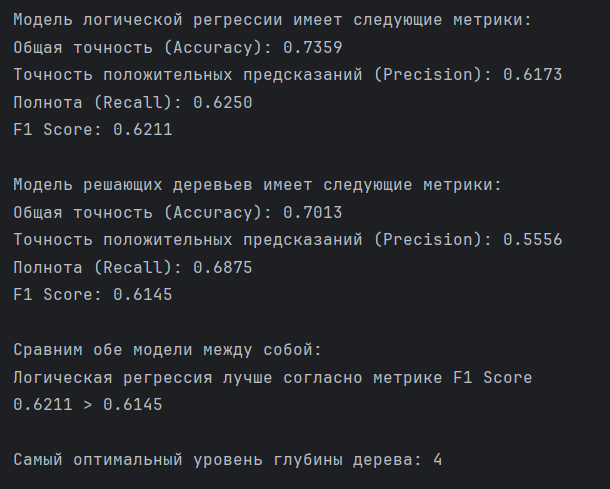 Модель логической регрессии имеет следующие метрики:
Общая точность (Accuracy): 0.7359
Точность положительных предсказаний (Precision): 0.6173
Полнота (Recall): 0.6250
F1 Score: 0.6211
Модель решающих деревьев имеет следующие метрики:
Общая точность (Accuracy): 0.7013
Точность положительных предсказаний (Precision): 0.5556
Полнота (Recall): 0.6875
F1 Score: 0.6145
Сравним обе модели между собой:
Логическая регрессия лучше согласно метрике F1 Score
0.6211 > 0.6145
Самый оптимальный уровень глубины дерева: 4